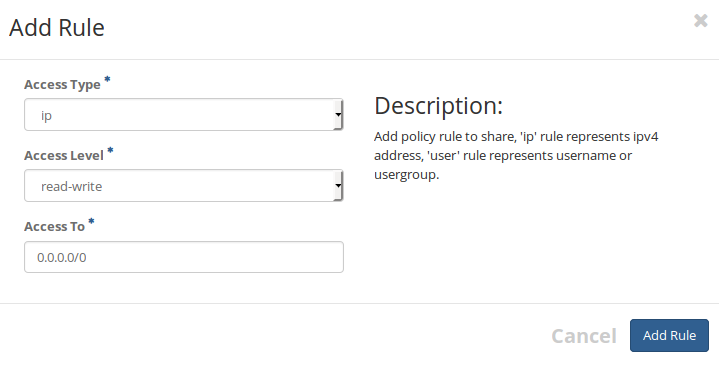 Add Rule
✖
Access Type *
ip
Access Level *
read-write
Access To *
0.0.0.0/0
Description:
Add policy rule to share, 'ip' rule represents ipv4
address, 'user' rule represents username or
usergroup.
Cancel
Add Rule